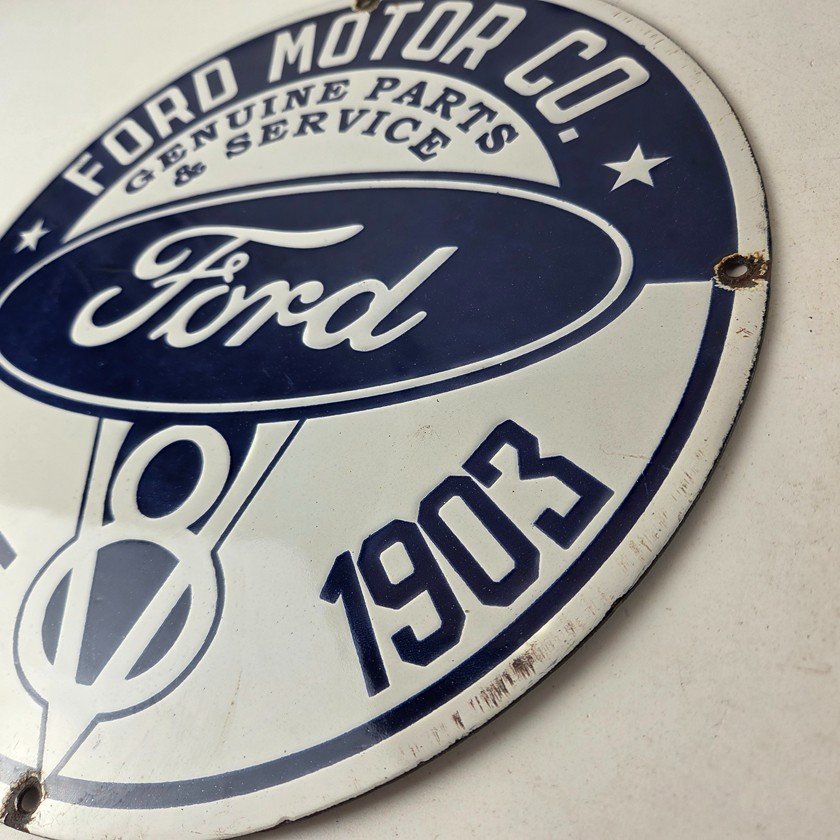 FORD MOTOR CO.
GENUINE PARTS
& SERVICE
Ford
V8
1903